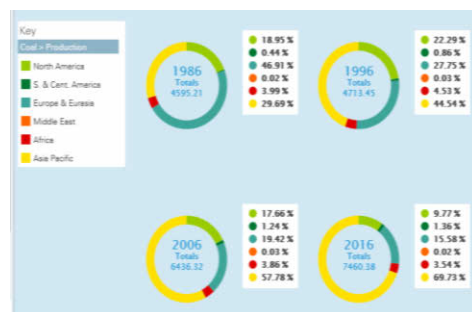 Key
Coal > Production
North America
S. & Cent. America
Europe & Eurasia
Middle East
Africa
Asia Pacific
1986
Totals
4595.21
18.95 %
0.44 %
46.91 %
0.02 %
3.99 %
29.69 %
1996
Totals
4713.45
22.29 %
0.86 %
27.75 %
0.03 %
4.53 %
44.54 %
2006
Totals
6436.32
17.66 %
1.24 %
19.42 %
0.03 %
3.86 %
57.78 %
2016
Totals
7460.38
9.77 %
1.36 %
15.58 %
0.02 %
3.54 %
69.73 %